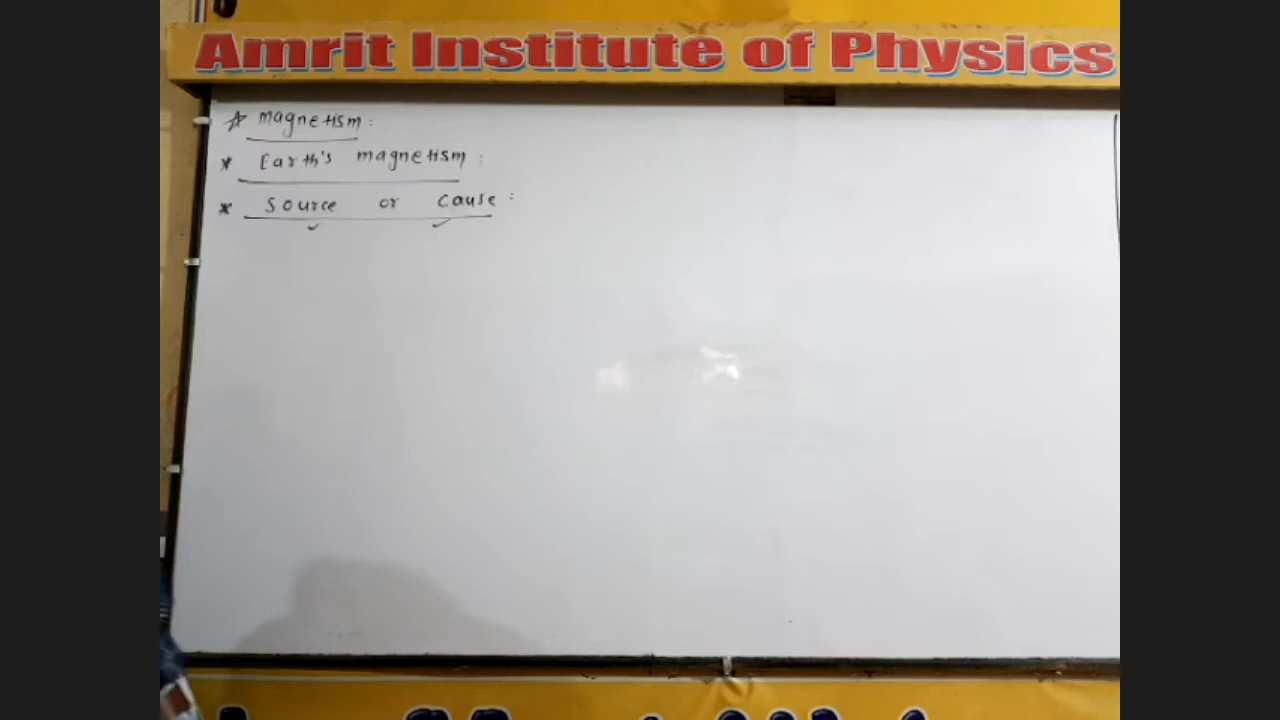 Amrit Institute of Physics
☆ magnetism :
* Earth's magnetism :
* Source or cause :